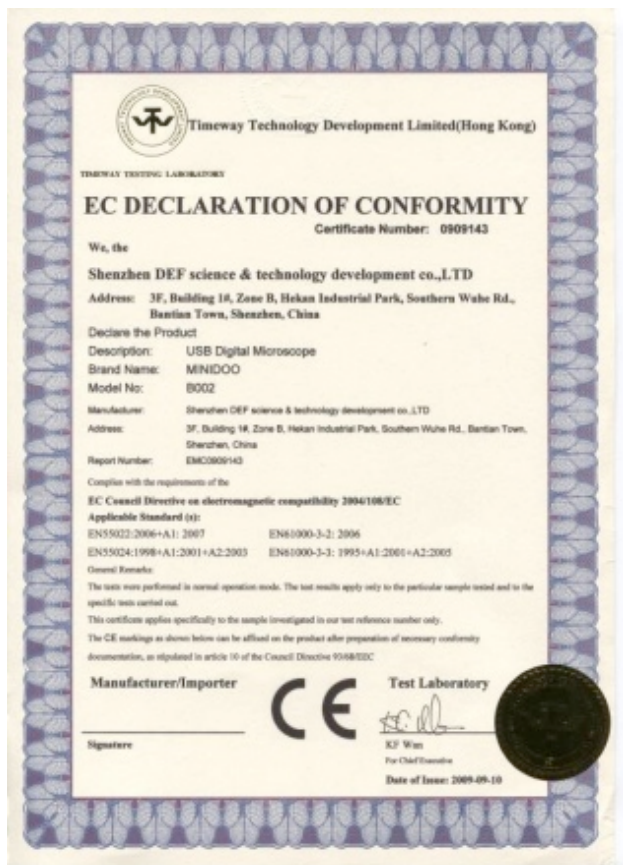 Timeway Technology Development Limited(Hong Kong)
TIMEWAY TESTING LABORATORY
EC DECLARATION OF CONFORMITY
Certificate Number: 0909143
We, the
Shenzhen DEF science & technology development co.,LTD
Address: 3F, Building 1#, Zone B, Hekan Industrial Park, Southern Wuhe Rd.,
Bantian Town, Shenzhen, China
Declare the Product
Description: USB Digital Microscope
Brand Name: MINIDOO
Model No: B002
Manufacturer: Shenzhen DEF science & technology development co.,LTD
Address: 3F, Building 1#, Zone B, Hekan Industrial Park, Southern Wuhe Rd., Bantian Town,
Shenzhen, China
Report Number: EMC0909143
Complies with the requirements of the
EC Council Directive on electromagnetic compatibility 2004/108/EC
Applicable Standard (s):
EN55022:2006+A1: 2007 EN61000-3-2: 2006
EN55024:1998+A1:2001+A2:2003 EN61000-3-3: 1995+A1:2001+A2:2005
General Remarks:
The tests were performed in normal operation mode. The test results apply only to the particular sample tested and to the
specific tests carried out.
This certificate applies specifically to the sample investigated in our test reference number only.
The CE markings as shown below can be affixed on the product after preparation of necessary conformity
documentation, as stipulated in article 10 of the Council Directive 93/68/EEC
Manufacturer/Importer CE Test Laboratory
Signature KF Wan
For Chief Executive
Date of Issue: 2009-09-10